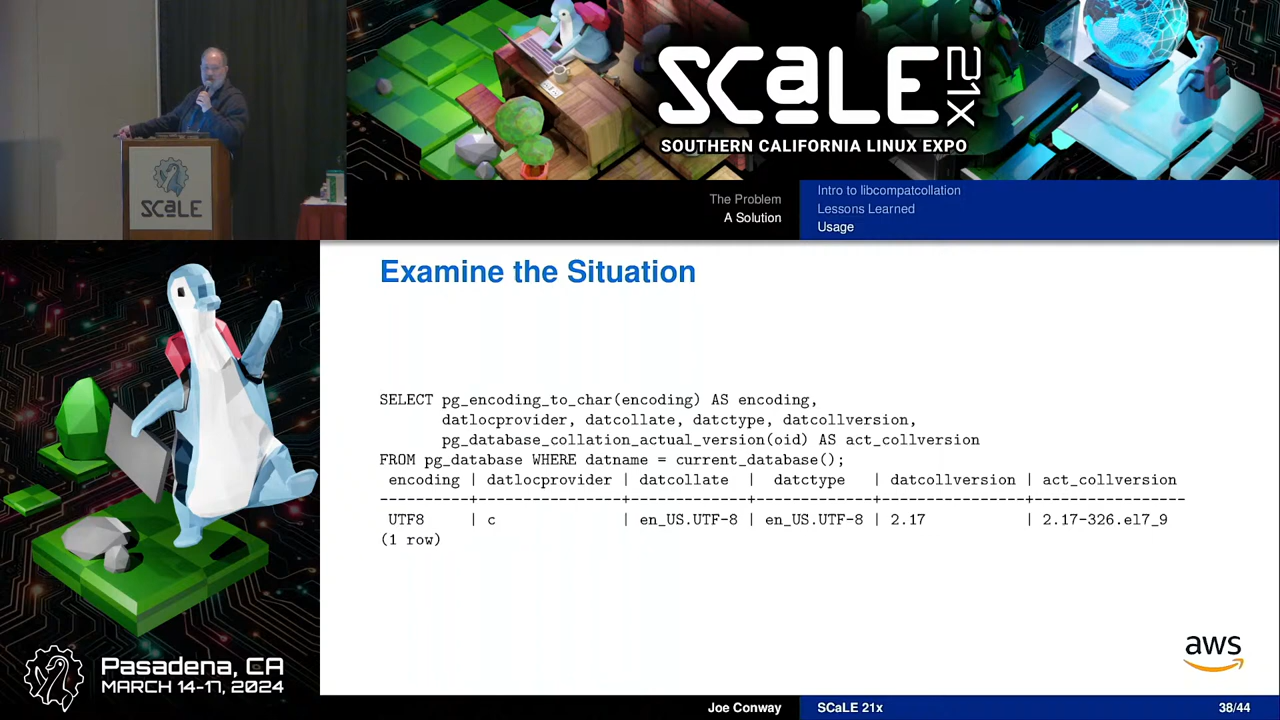 SCaLE 21x
SOUTHERN CALIFORNIA LINUX EXPO
SCaLE
The Problem
A Solution
Intro to libcompatcollation
Lessons Learned
Usage
Examine the Situation
SELECT pg_encoding_to_char(encoding) AS encoding,
datlocprovider, datcollate, datctype, datcollversion,
pg_database_collation_actual_version(oid) AS act_collversion
FROM pg_database WHERE datname = current_database();
encoding | datlocprovider | datcollate | datctype | datcollversion | act_collversion
----------+----------------+-------------+-------------+----------------+-----------------
UTF8 | c | en_US.UTF-8 | en_US.UTF-8 | 2.17 | 2.17-326.el7_9
(1 row)
aws
Pasadena, CA
MARCH 14-17, 2024
Joe Conway
SCaLE 21x
38/44